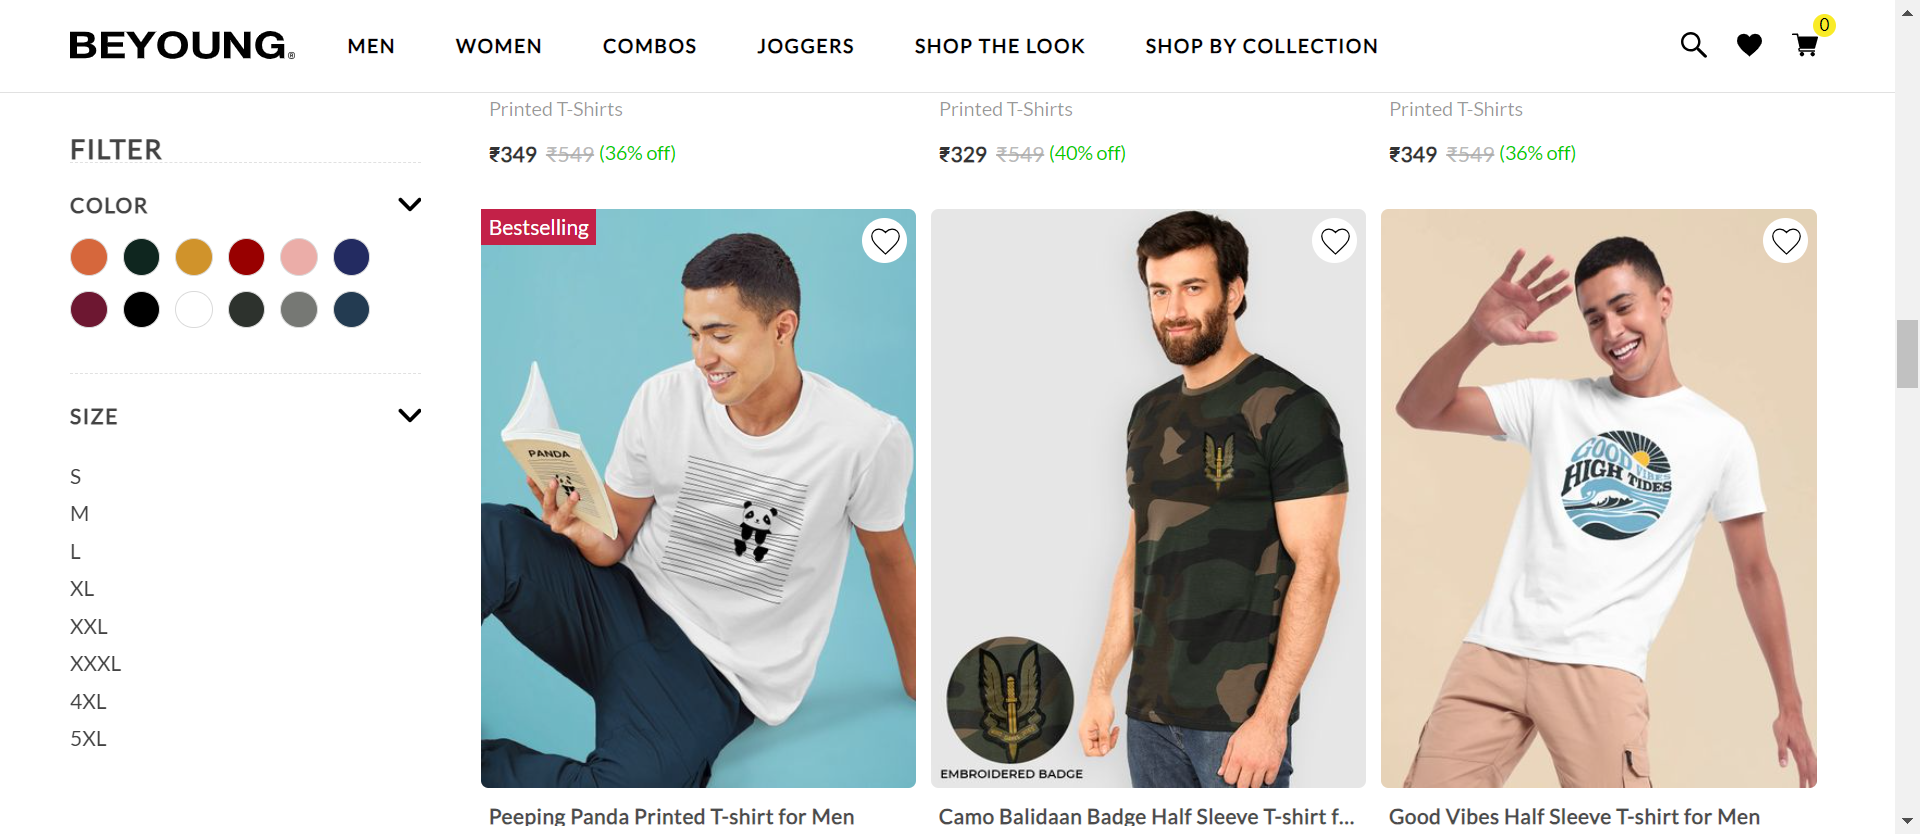 BEYOUNG®
MEN
WOMEN
COMBOS
JOGGERS
SHOP THE LOOK
SHOP BY COLLECTION
0
FILTER
COLOR
SIZE
S
M
L
XL
XXL
XXXL
4XL
5XL
Printed T-Shirts
₹349 ₹549 (36% off)
Printed T-Shirts
₹329 ₹549 (40% off)
Printed T-Shirts
₹349 ₹549 (36% off)
Bestselling
PANDA
Peeping Panda Printed T-shirt for Men
EMBROIDERED BADGE
Camo Balidaan Badge Half Sleeve T-shirt f...
GOOD VIBES
HIGH TIDES
Good Vibes Half Sleeve T-shirt for Men